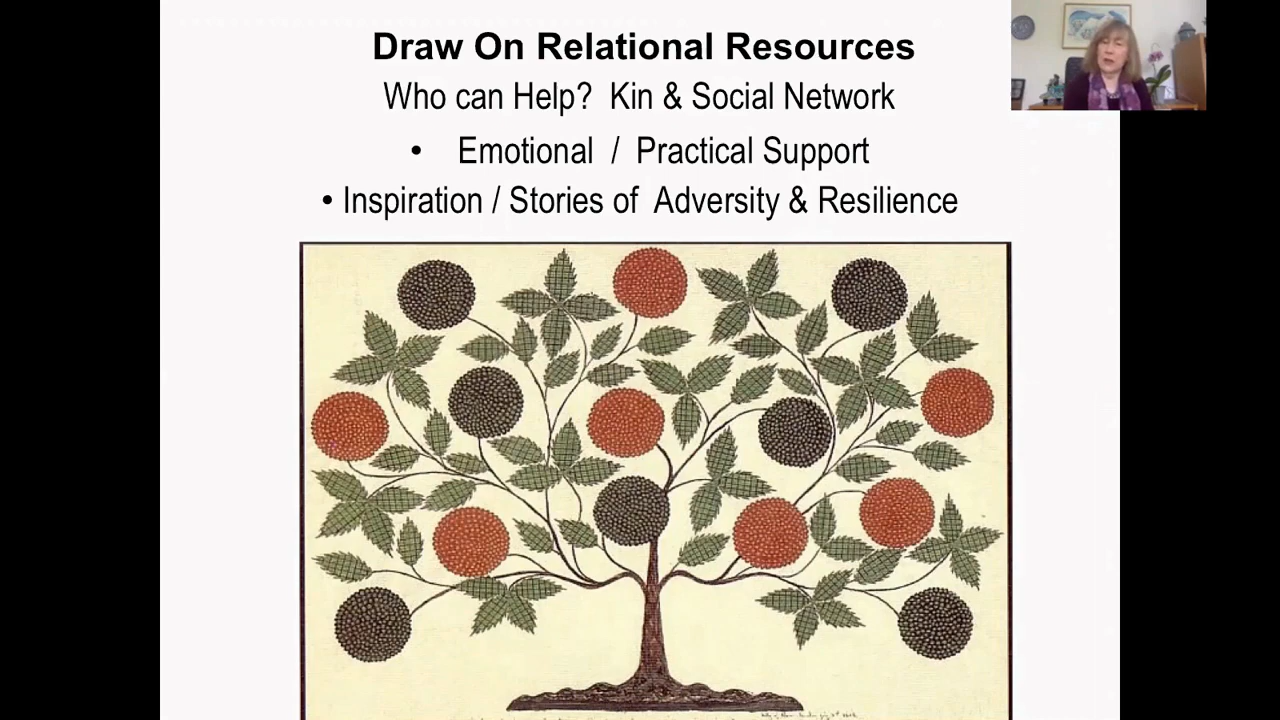 Draw On Relational Resources
Who can Help? Kin & Social Network
• Emotional / Practical Support
• Inspiration / Stories of Adversity & Resilience